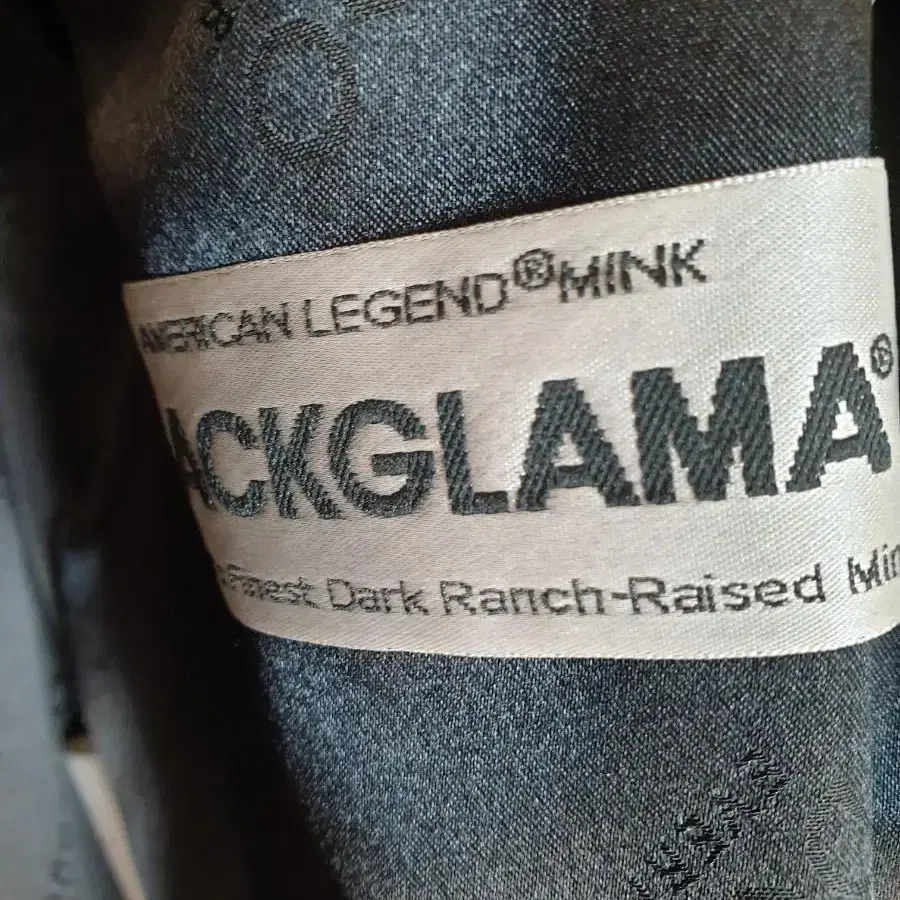 AMERICAN LEGEND® MINK
ACKGLAMA®
Finest Dark Ranch-Raised Min